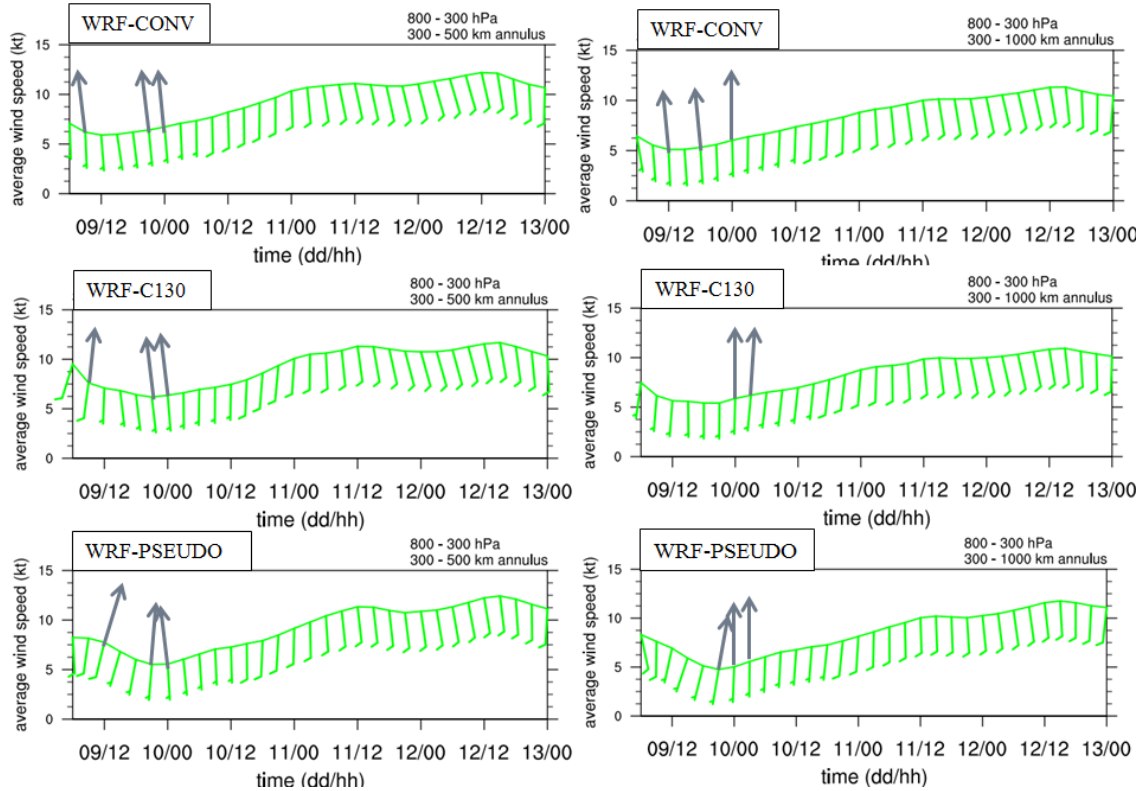 WRF-CONV
800 - 300 hPa
300 - 500 km annulus
average wind speed (kt)
15
10
5
0
09/12 10/00 10/12 11/00 11/12 12/00 12/12 13/00
time (dd/hh)
WRF-CONV
800 - 300 hPa
300 - 1000 km annulus
average wind speed (kt)
15
10
5
0
09/12 10/00 10/12 11/00 11/12 12/00 12/12 13/00
time (dd/hh)
WRF-C130
800 - 300 hPa
300 - 500 km annulus
average wind speed (kt)
15
10
5
0
09/12 10/00 10/12 11/00 11/12 12/00 12/12 13/00
time (dd/hh)
WRF-C130
800 - 300 hPa
300 - 1000 km annulus
average wind speed (kt)
15
10
5
0
09/12 10/00 10/12 11/00 11/12 12/00 12/12 13/00
time (dd/hh)
WRF-PSEUDO
800 - 300 hPa
300 - 500 km annulus
average wind speed (kt)
15
10
5
0
09/12 10/00 10/12 11/00 11/12 12/00 12/12 13/00
time (dd/hh)
WRF-PSEUDO
800 - 300 hPa
300 - 1000 km annulus
average wind speed (kt)
15
10
5
0
09/12 10/00 10/12 11/00 11/12 12/00 12/12 13/00
time (dd/hh)